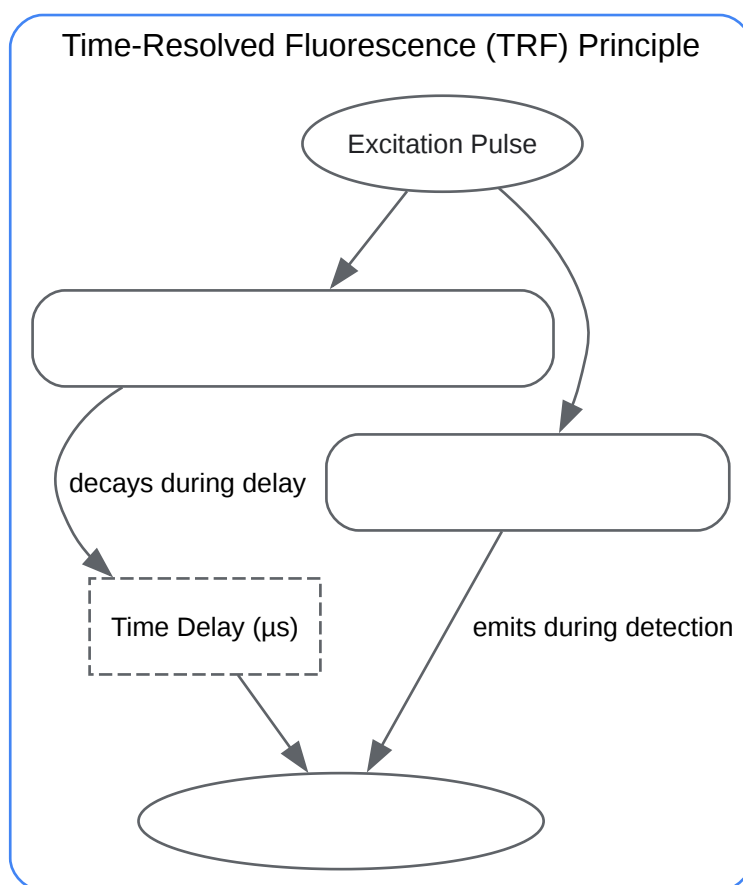 Time-Resolved Fluorescence (TRF) Principle
Excitation Pulse
decays during delay
Time Delay (µs)
emits during detection